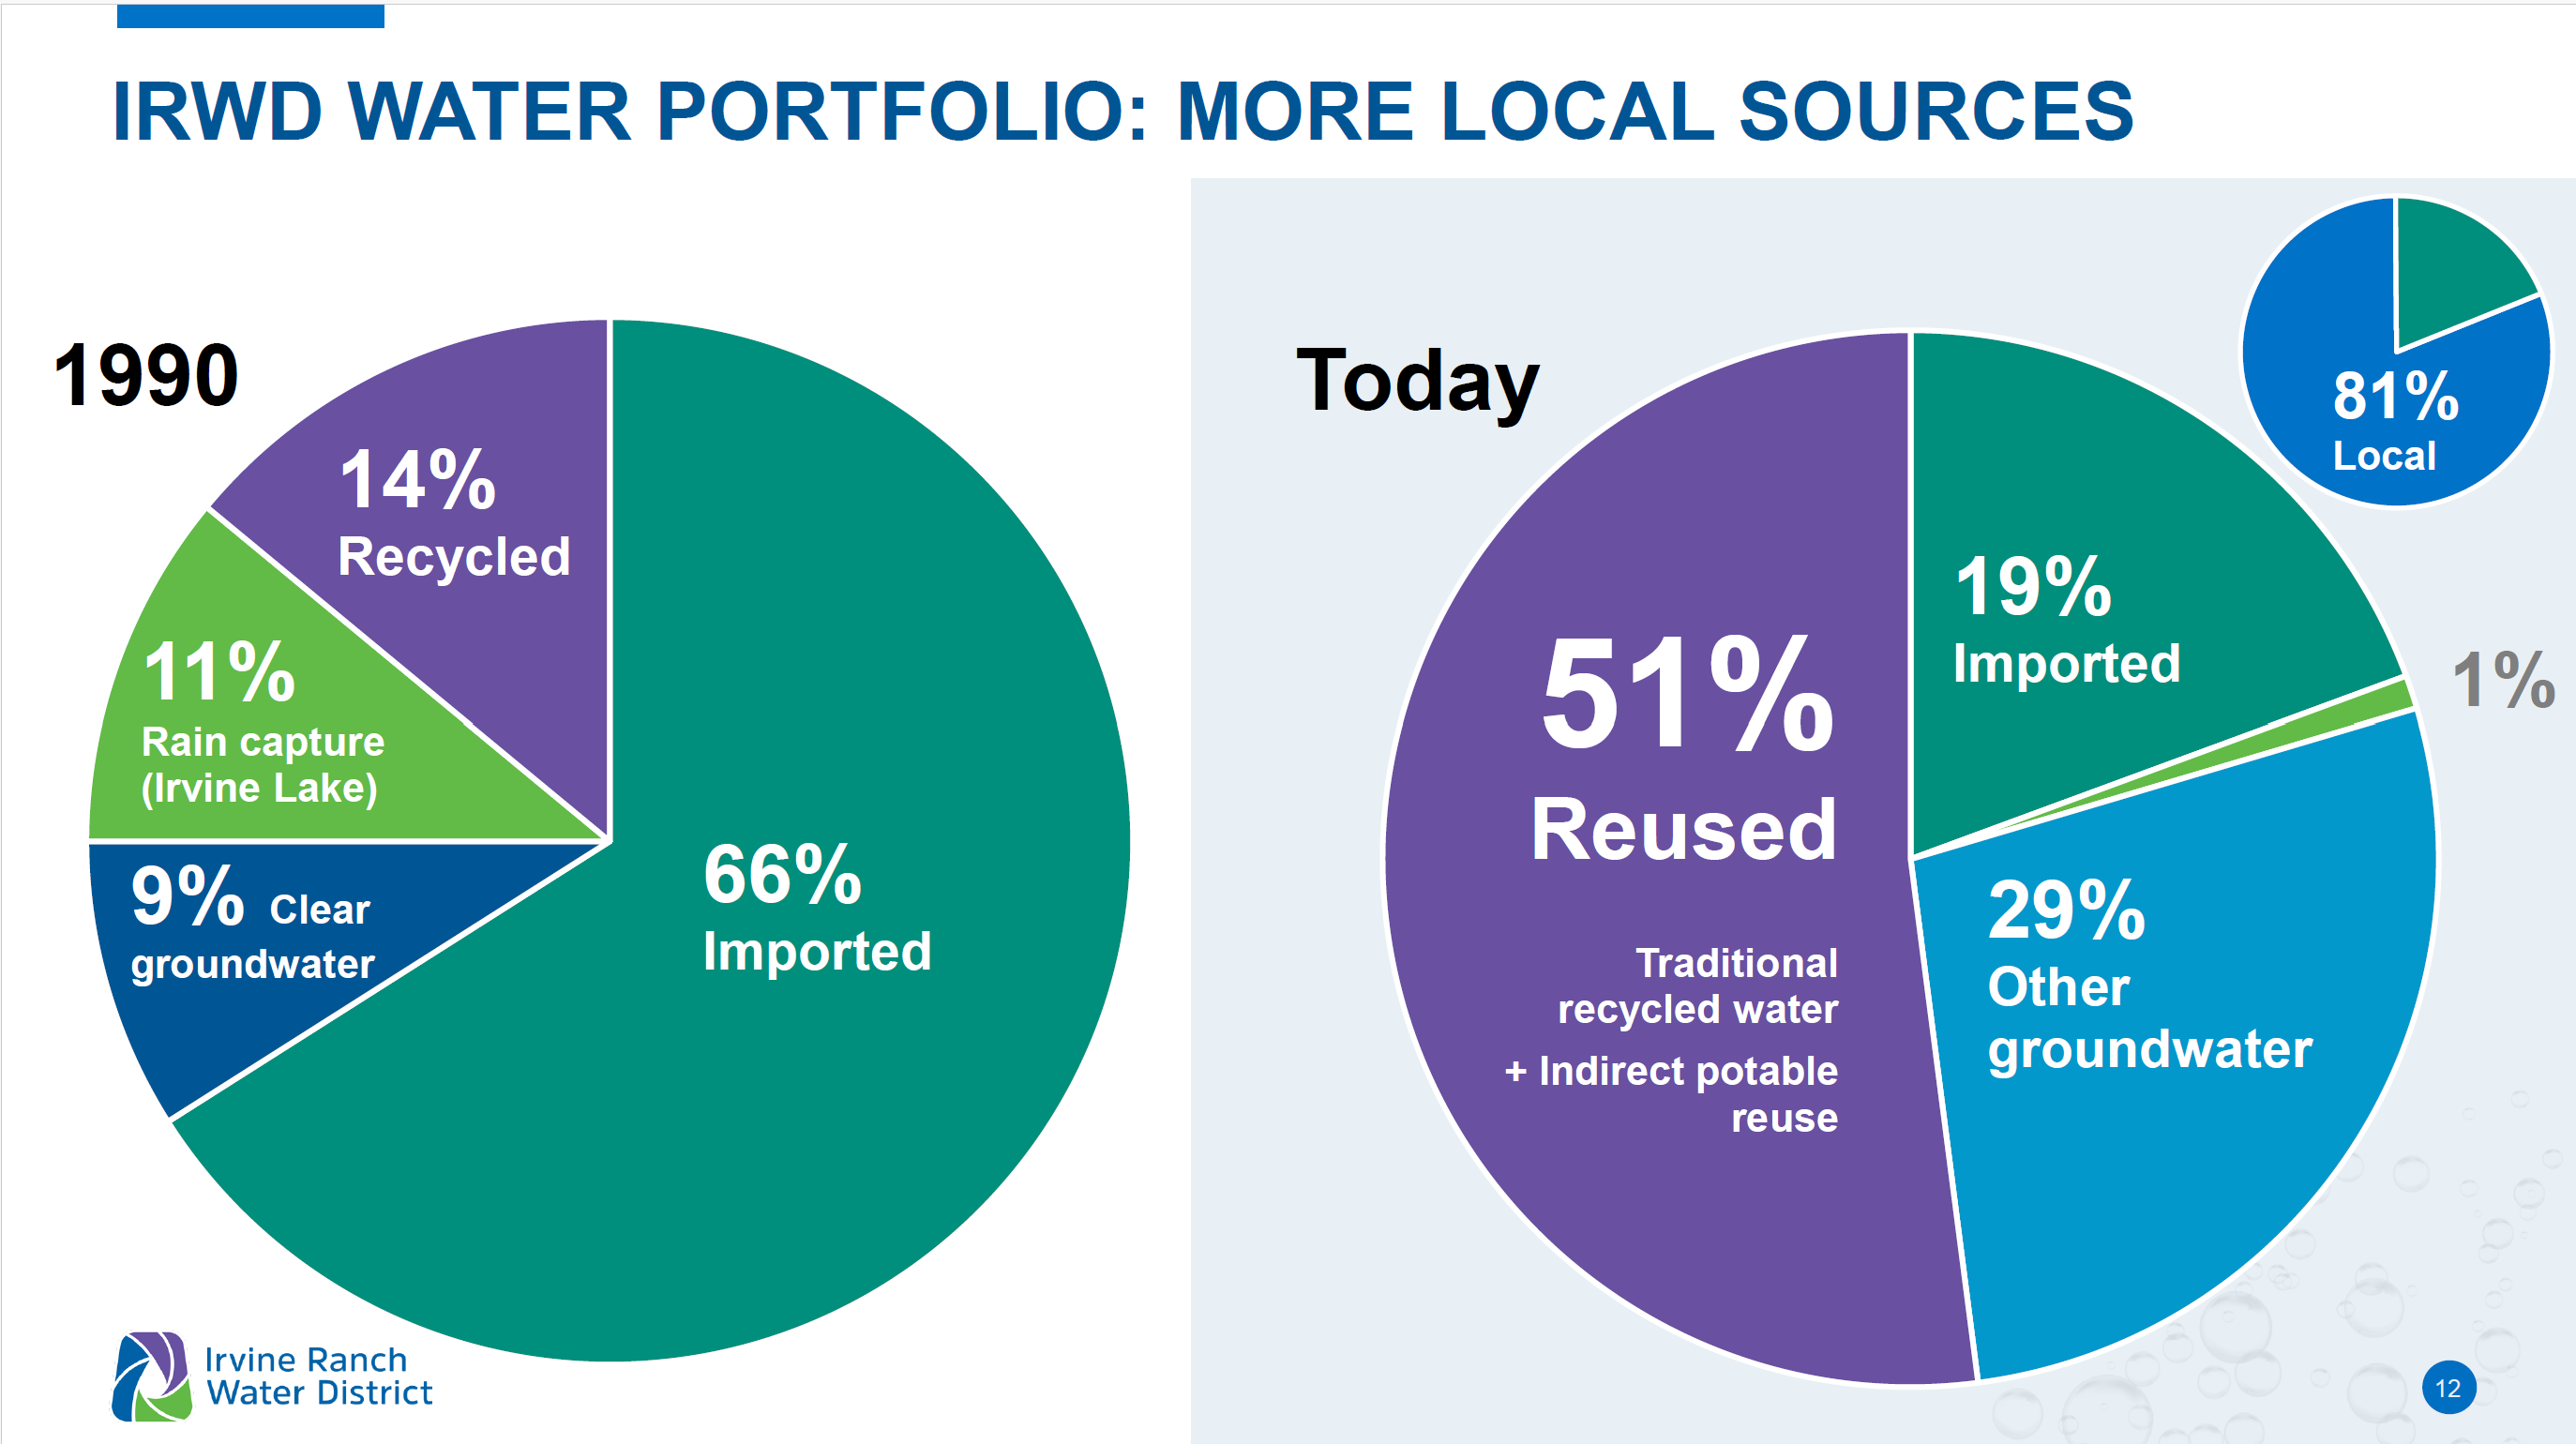 IRWD WATER PORTFOLIO: MORE LOCAL SOURCES
1990
14%
Recycled
11%
Rain capture
(Irvine Lake)
9% Clear
groundwater
66%
Imported
Today
81%
Local
19%
Imported
1%
51%
Reused
Traditional
recycled water
+ Indirect potable
reuse
29%
Other
groundwater
Irvine Ranch
Water District
12